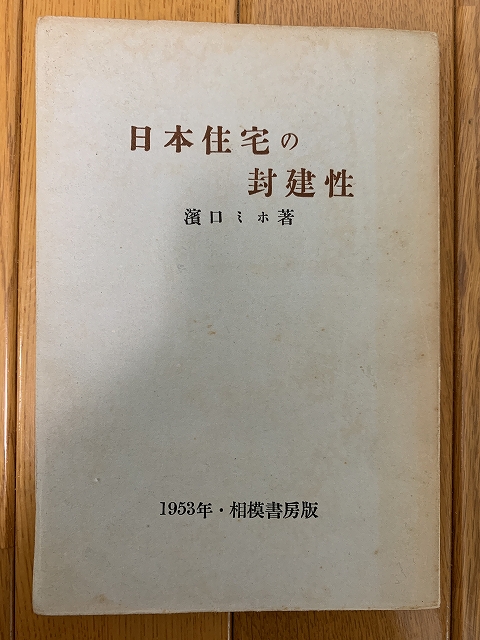 日本住宅の
封建性
濱口ミホ著
1953年・相模書房版